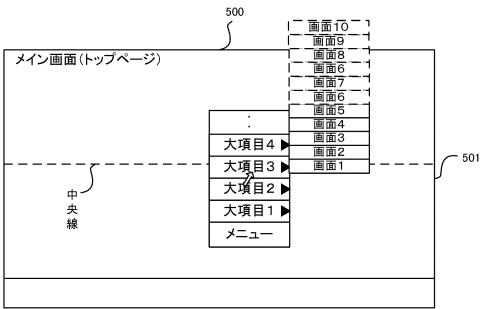 500
画面10
画面9
メイン画面(トップページ)
画面8
画面6
画面7
画面6
画面5
:
画面4
大項目4▶
画面3
画面2
大項目3▶
画面1
501
大項目2▶
中央線
大項目1▶
メニュー